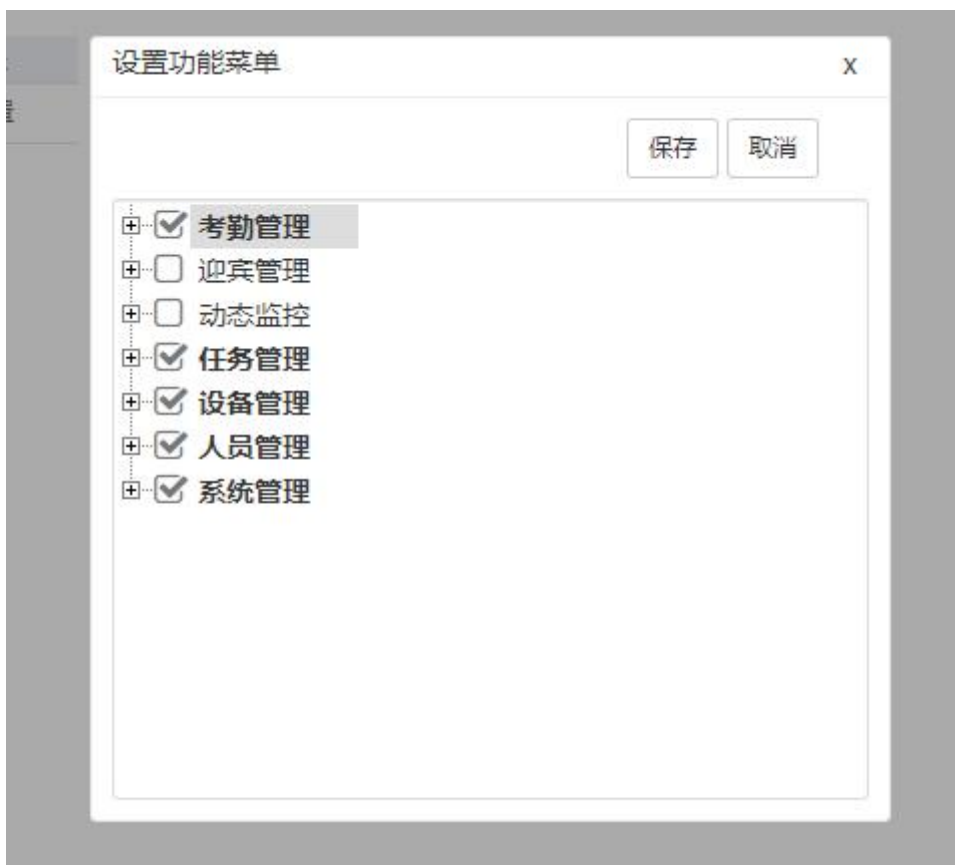 设置功能菜单 x
保存 取消
考勤管理
迎宾管理
动态监控
任务管理
设备管理
人员管理
系统管理